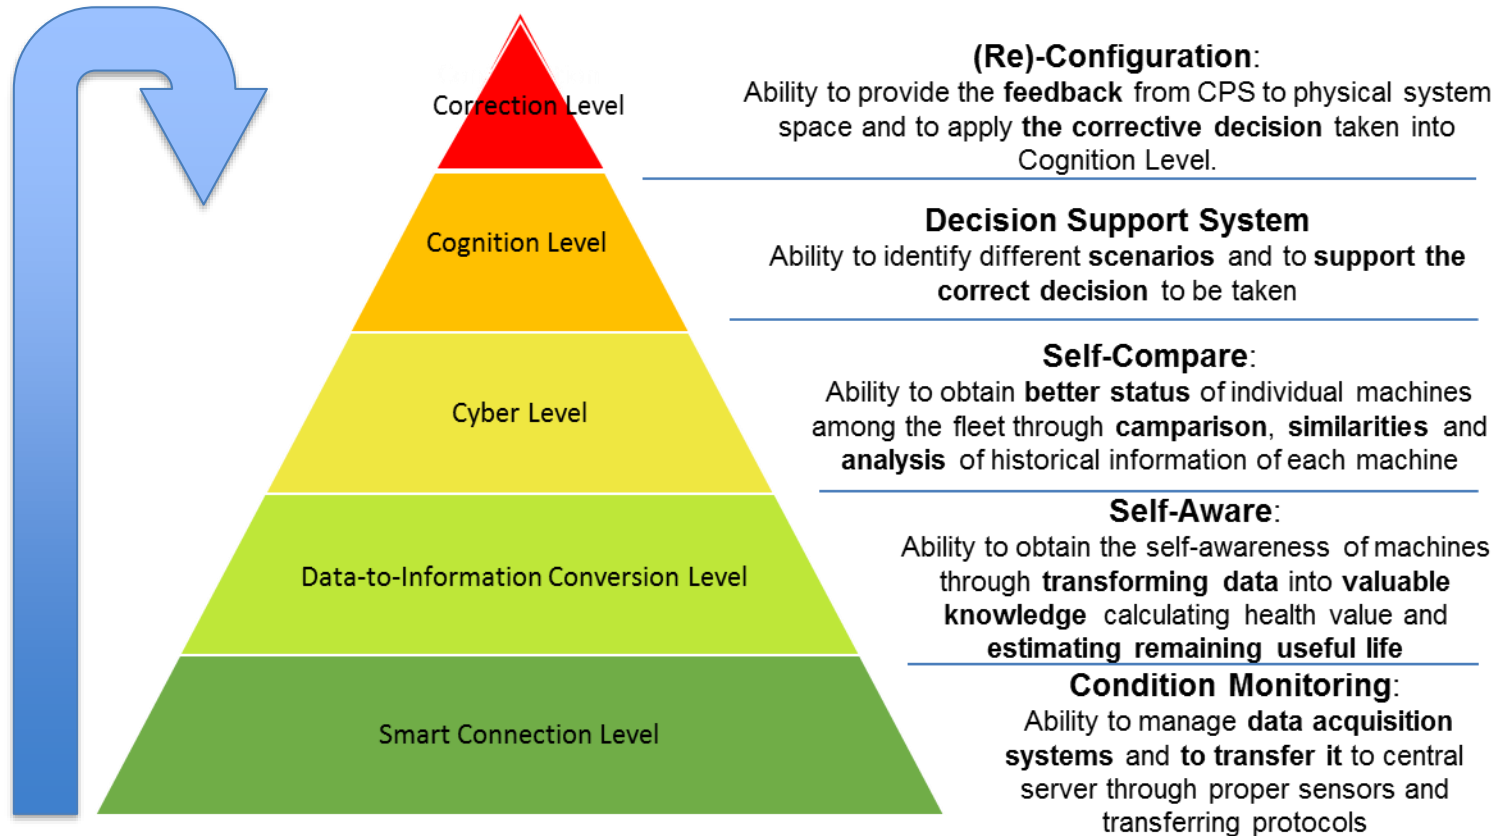 Correction Level
(Re)-Configuration:
Ability to provide the feedback from CPS to physical system
space and to apply the corrective decision taken into
Cognition Level.
Cognition Level
Decision Support System
Ability to identify different scenarios and to support the
correct decision to be taken
Cyber Level
Self-Compare:
Ability to obtain better status of individual machines
among the fleet through camparison, similarities and
analysis of historical information of each machine
Data-to-Information Conversion Level
Self-Aware:
Ability to obtain the self-awareness of machines
through transforming data into valuable
knowledge calculating health value and
estimating remaining useful life
Smart Connection Level
Condition Monitoring:
Ability to manage data acquisition
systems and to transfer it to central
server through proper sensors and
transferring protocols